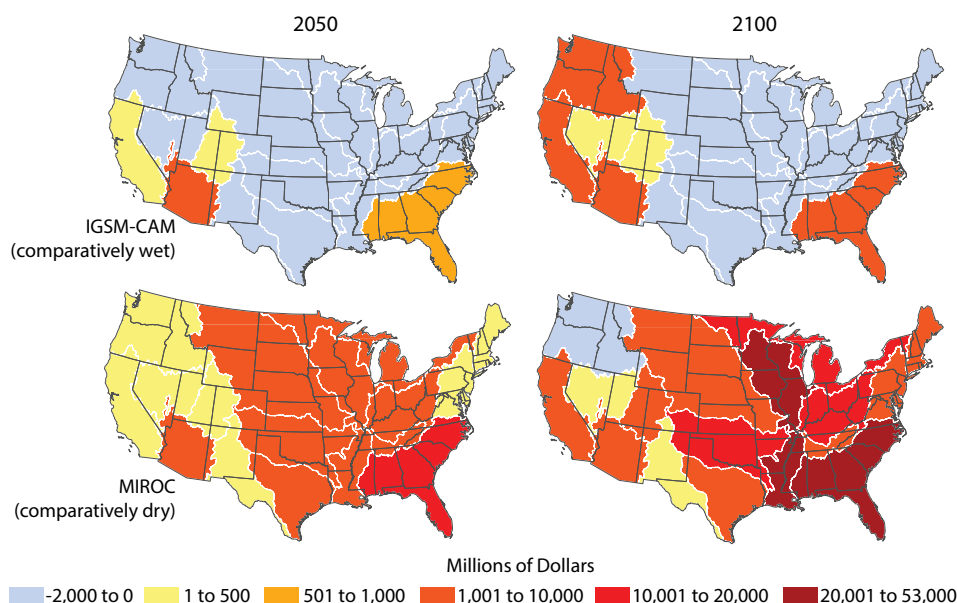 2050 2100
IGSM-CAM
(comparatively wet)
MIROC
(comparatively dry)
Millions of Dollars
-2,000 to 0 1 to 500 501 to 1,000 1,001 to 10,000 10,001 to 20,000 20,001 to 53,000